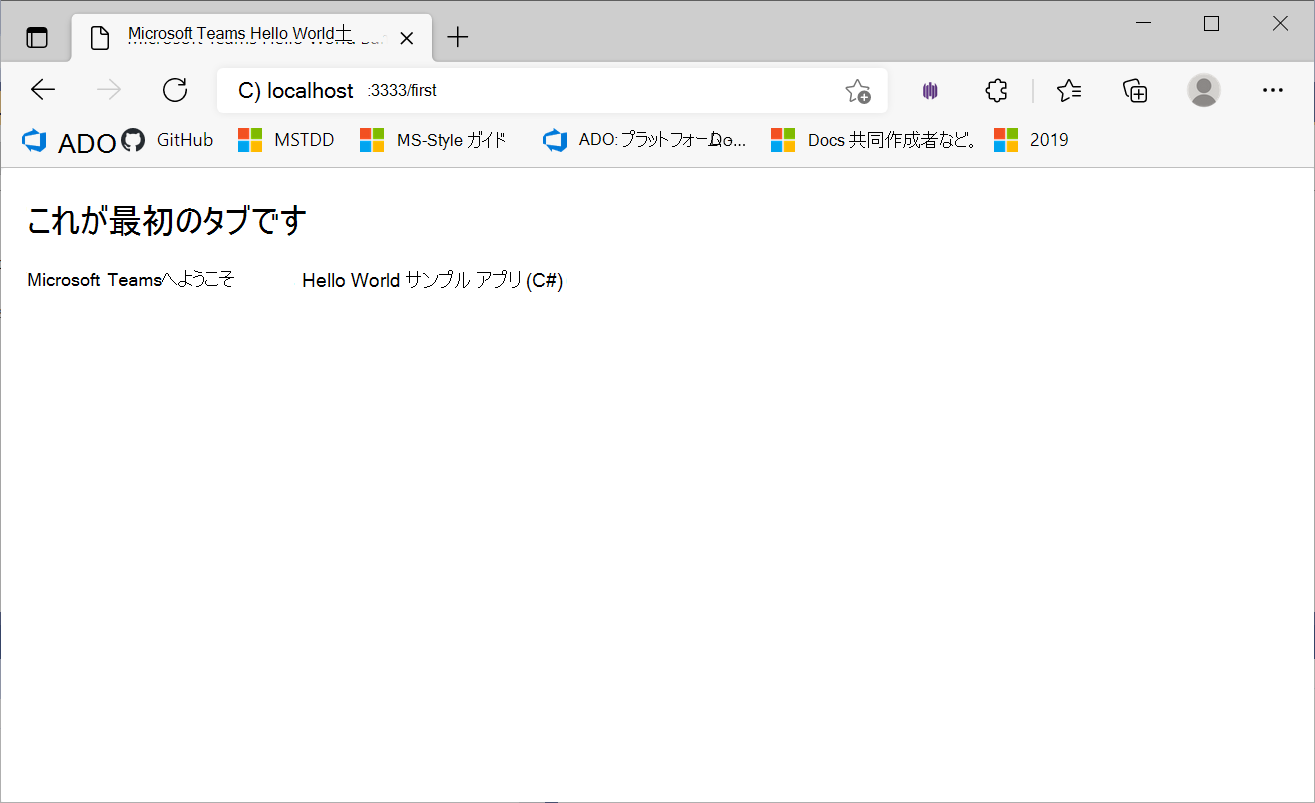 Microsoft Teams Hello World土
C) localhost :3333/first
ADO GitHub MSTDD MS-Style ガイド ADO: プラットフォーム Do... Docs 共同作成者など。 2019
これが最初のタブです
Microsoft Teamsへようこそ Hello World サンプル アプリ (C#)